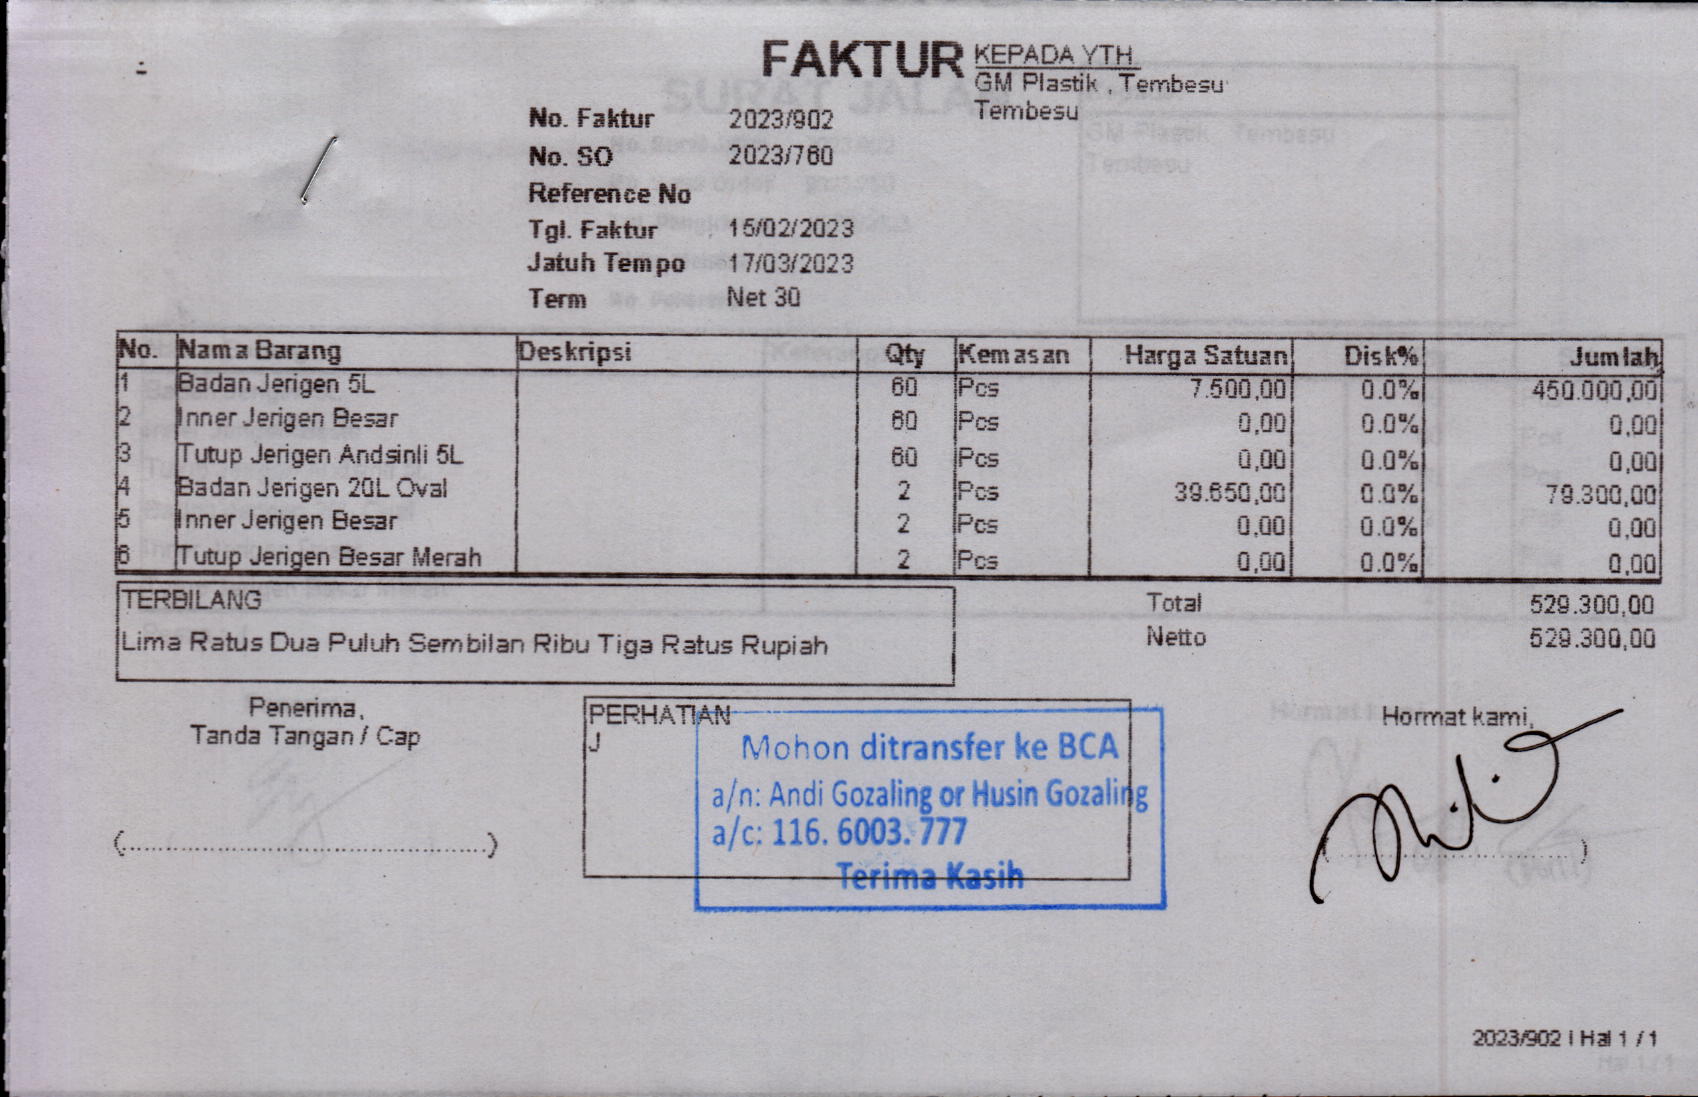 FAKTUR
KEPADA YTH.
GM Plastik , Tembesu
Tembesu
No. Faktur 2023/902
No. SO 2023/760
Reference No
Tgl. Faktur 15/02/2023
Jatuh Tempo 17/03/2023
Term Net 30
No. Nama Barang Deskripsi Qty Kemasan Harga Satuan Disk% Jumlah
1 Badan Jerigen 5L 60 Pcs 7.500,00 0.0% 450.000,00
2 Inner Jerigen Besar 60 Pcs 0,00 0.0% 0,00
3 Tutup Jerigen Andsinli 5L 60 Pcs 0,00 0.0% 0,00
4 Badan Jerigen 20L Oval 2 Pcs 39.650,00 0.0% 79.300,00
5 Inner Jerigen Besar 2 Pcs 0,00 0.0% 0,00
6 Tutup Jerigen Besar Merah 2 Pcs 0,00 0.0% 0,00
TERBILANG
Lima Ratus Dua Puluh Sembilan Ribu Tiga Ratus Rupiah
Total 529.300,00
Netto 529.300,00
Penerima,
Tanda Tangan / Cap
(..................................................)
PERHATIAN
J
Mohon ditransfer ke BCA
a/n: Andi Gozaling or Husin Gozaling
a/c: 116. 6003. 777
Terima Kasih
Hormat kami,
2023/902 | Hal 1 / 1